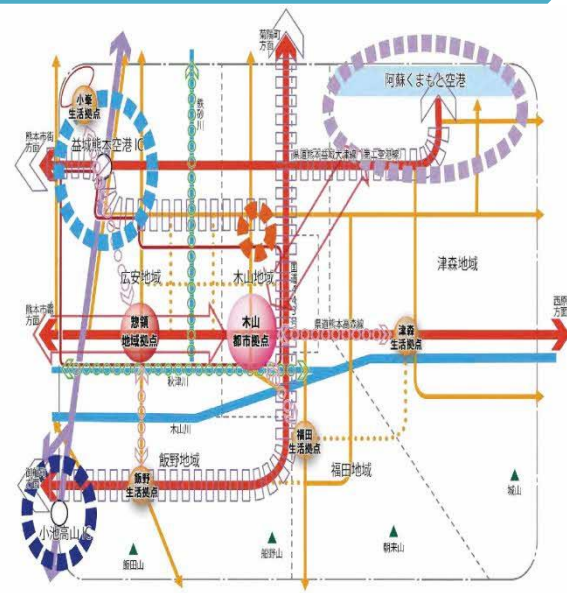 菊陽町
方面
阿蘇くまもと空港
小峯
生活拠点
益城熊本空港IC
熊本市街
方面
鉄砂川
県道熊本益城大津線(第二空港線)
広安地域
木山地域
津森地域
熊本市電
方面
惣領
地域拠点
木山
都市拠点
県道熊本高森線
津森
生活拠点
西原
方面
秋津川
木山川
福田
生活拠点
飯野地域
福田地域
飯野
生活拠点
方面
小池高山IC
飯田山
船野山
朝来山
城山